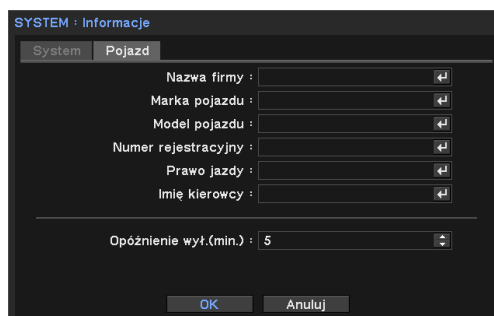 SYSTEM : Informacje
System Pojazd
Nazwa firmy :
Marka pojazdu :
Model pojazdu :
Numer rejestracyjny :
Prawo jazdy :
Imię kierowcy :
Opóźnienie wył.(min.) : 5
OK Anuluj